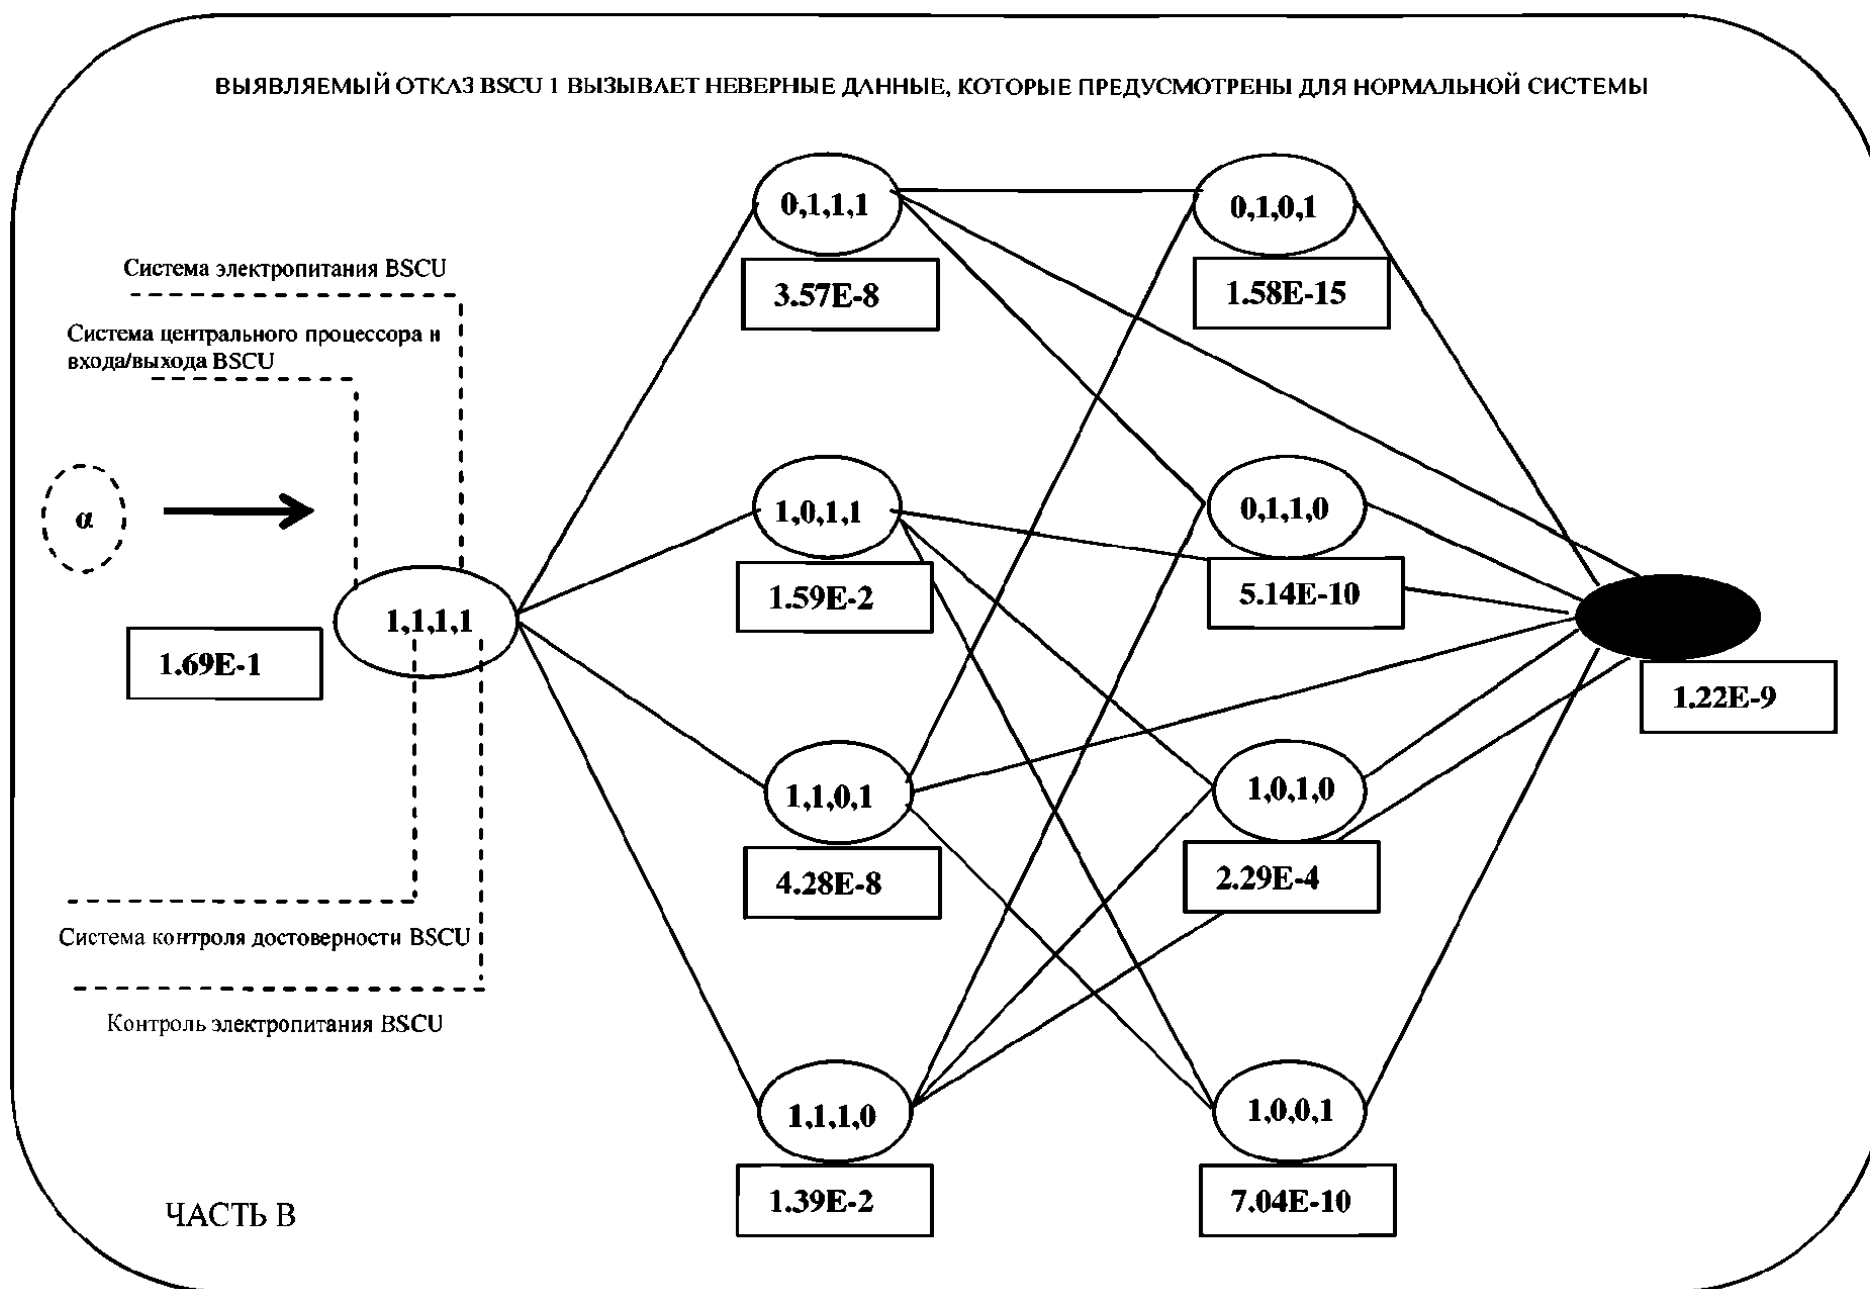 ВЫЯВЛЯЕМЫЙ ОТКАЗ BSCU 1 ВЫЗЫВАЕТ НЕВЕРНЫЕ ДАННЫЕ, КОТОРЫЕ ПРЕДУСМОТРЕНЫ ДЛЯ НОРМАЛЬНОЙ СИСТЕМЫ
0,1,1,1
0,1,0,1
3.57E-8
1.58E-15
Система электропитания BSCU
Система центрального процессора и
входа/выхода BSCU
α
1,0,1,1
0,1,1,0
1.59E-2
5.14E-10
1,1,1,1
1.69E-1
1.22E-9
1,1,0,1
1,0,1,0
4.28E-8
2.29E-4
Система контроля достоверности BSCU
Контроль электропитания BSCU
1,1,1,0
1,0,0,1
1.39E-2
7.04E-10
ЧАСТЬ В